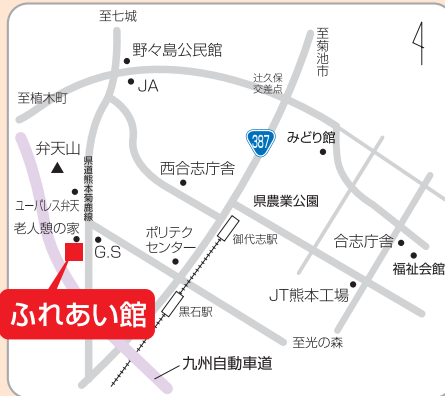 至七城
野々島公民館
JA
至植木町
至菊池市
辻久保
交差点
387
みどり館
弁天山
県道熊本菊鹿線
西合志庁舎
ユーパレス弁天
県農業公園
老人憩の家
G.S
ポリテク
センター
御代志駅
合志庁舎
福祉会館
ふれあい館
黒石駅
JT熊本工場
至光の森
九州自動車道